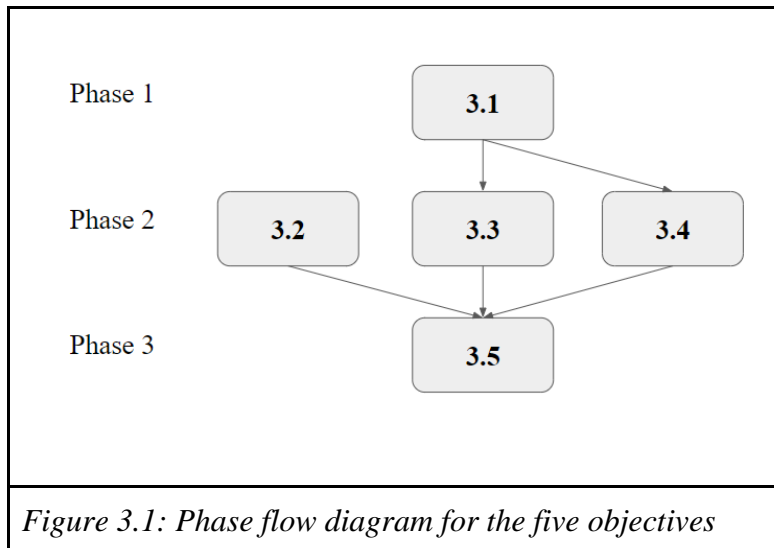 Phase 1
3.1
Phase 2
3.2
3.3
3.4
Phase 3
3.5
Figure 3.1: Phase flow diagram for the five objectives